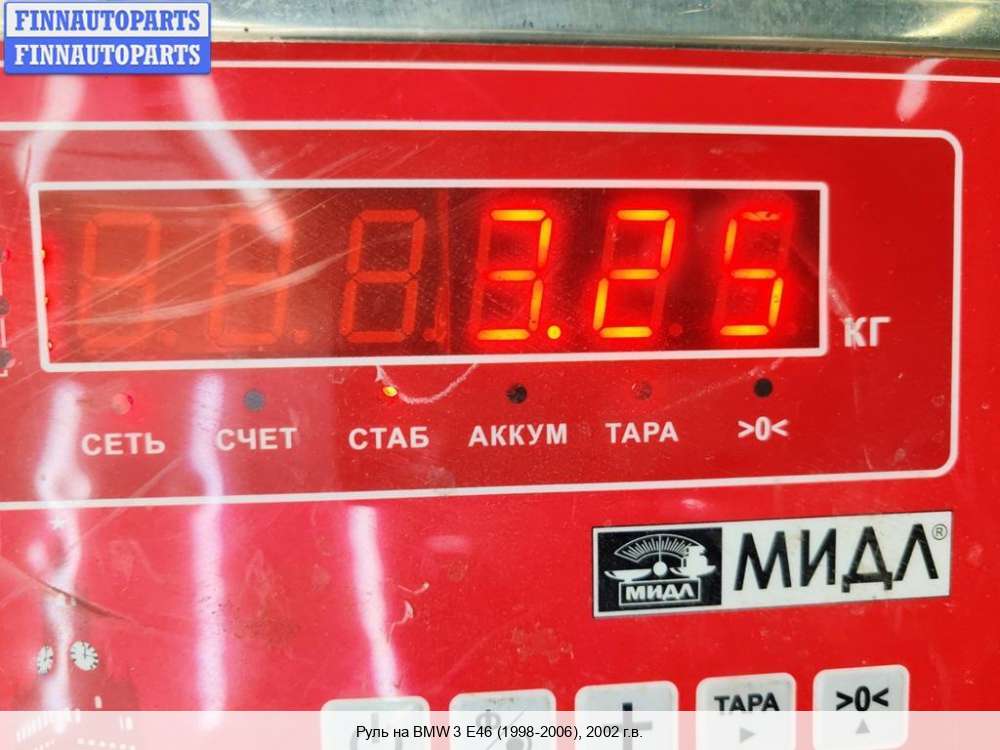 FINNAUTOPARTS
FINNAUTOPARTS
3.25
КГ
СЕТЬ СЧЕТ СТАБ АККУМ ТАРА >0<
МИДЛ МИДЛ®
ТАРА >0<
Руль на BMW 3 E46 (1998-2006), 2002 г.в.